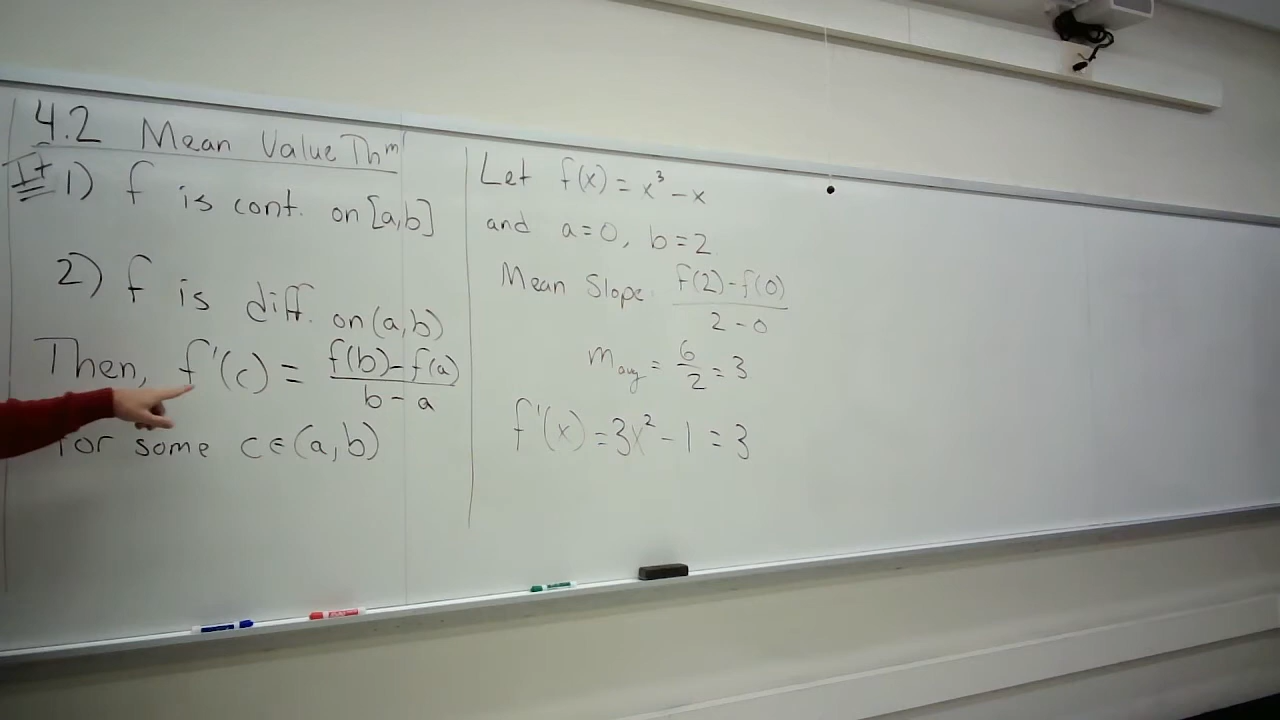 4.2 Mean Value Thm
If 1) f is cont. on [a,b]
2) f is diff. on (a,b)
Then, f'(c) = f(b)-f(a) / b-a
for some c∈(a,b)
Let f(x) = x³-x
and a=0, b=2
Mean Slope: f(2)-f(0) / 2-0
m_avg = 6/2 = 3
f'(x) = 3x²-1 = 3